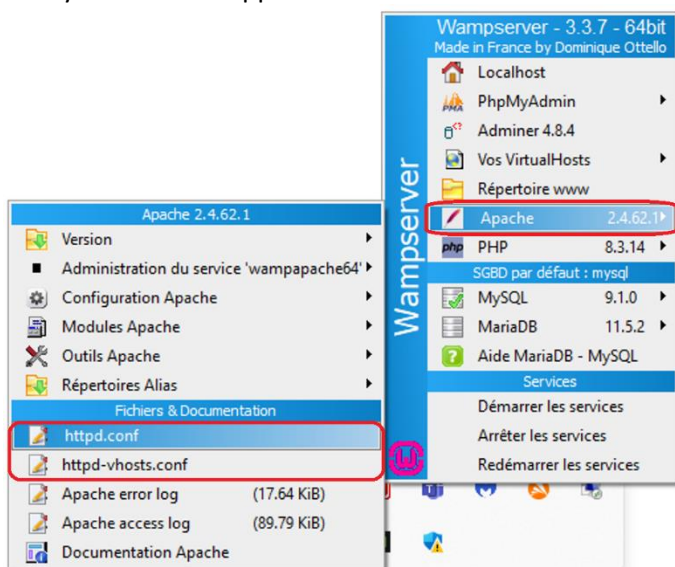 Wampserver - 3.3.7 - 64bit
Made in France by Dominique Ottello
Wampserver
Localhost
PhpMyAdmin
Adminer 4.8.4
Vos VirtualHosts
Répertoire www
Apache 2.4.62.1
PHP 8.3.14
SGBD par défaut : mysql
MySQL 9.1.0
MariaDB 11.5.2
Aide MariaDB - MySQL
Services
Démarrer les services
Arrêter les services
Redémarrer les services
Apache 2.4.62.1
Version
Administration du service 'wampapache64'
Configuration Apache
Modules Apache
Outils Apache
Répertoires Alias
Fichiers & Documentation
httpd.conf
httpd-vhosts.conf
Apache error log (17.64 KiB)
Apache access log (89.79 KiB)
Documentation Apache